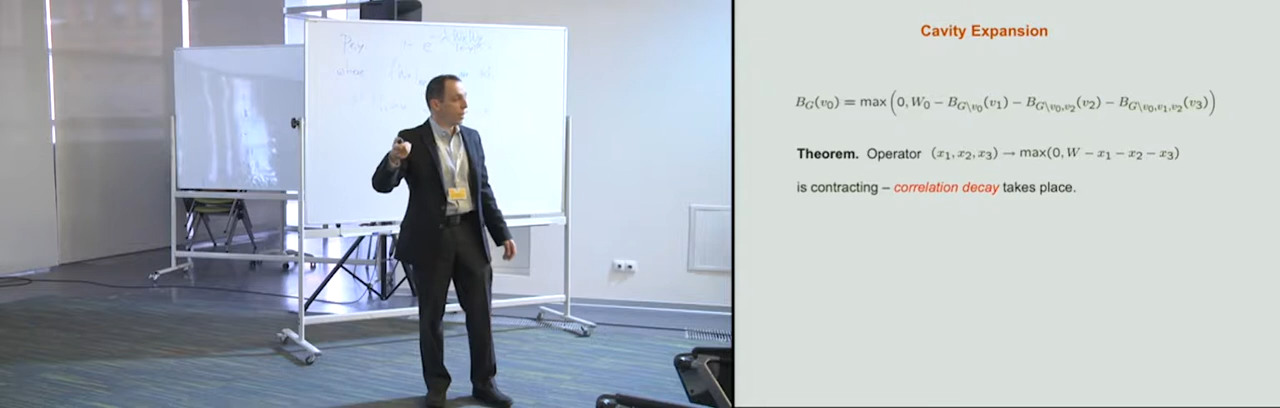 Cavity Expansion
B_G(v_0) = max(0, W_0 − B_{G\v_0}(v_1) − B_{G\v_0,v_2}(v_2) − B_{G\v_0,v_1,v_2}(v_3))
Theorem. Operator (x_1, x_2, x_3) → max(0, W − x_1 − x_2 − x_3)
is contracting – correlation decay takes place.